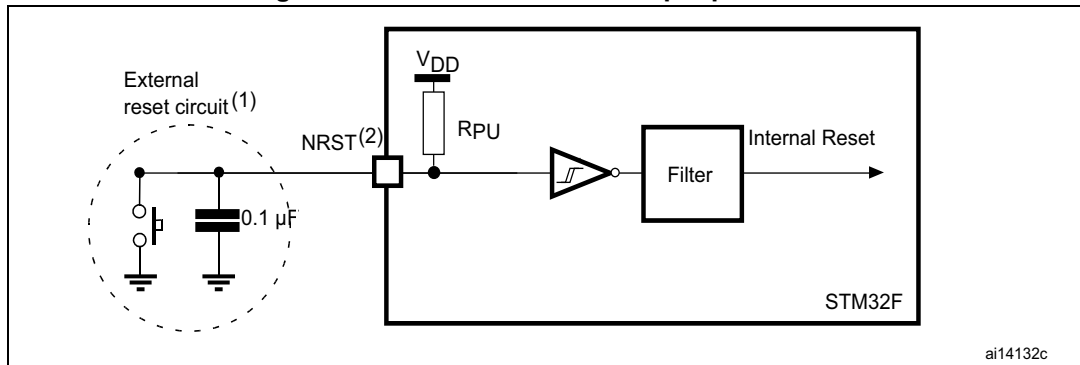 External
reset circuit(1)
NRST(2)
VDD
RPU
0.1 μF
Filter
Internal Reset
STM32F
ai14132c